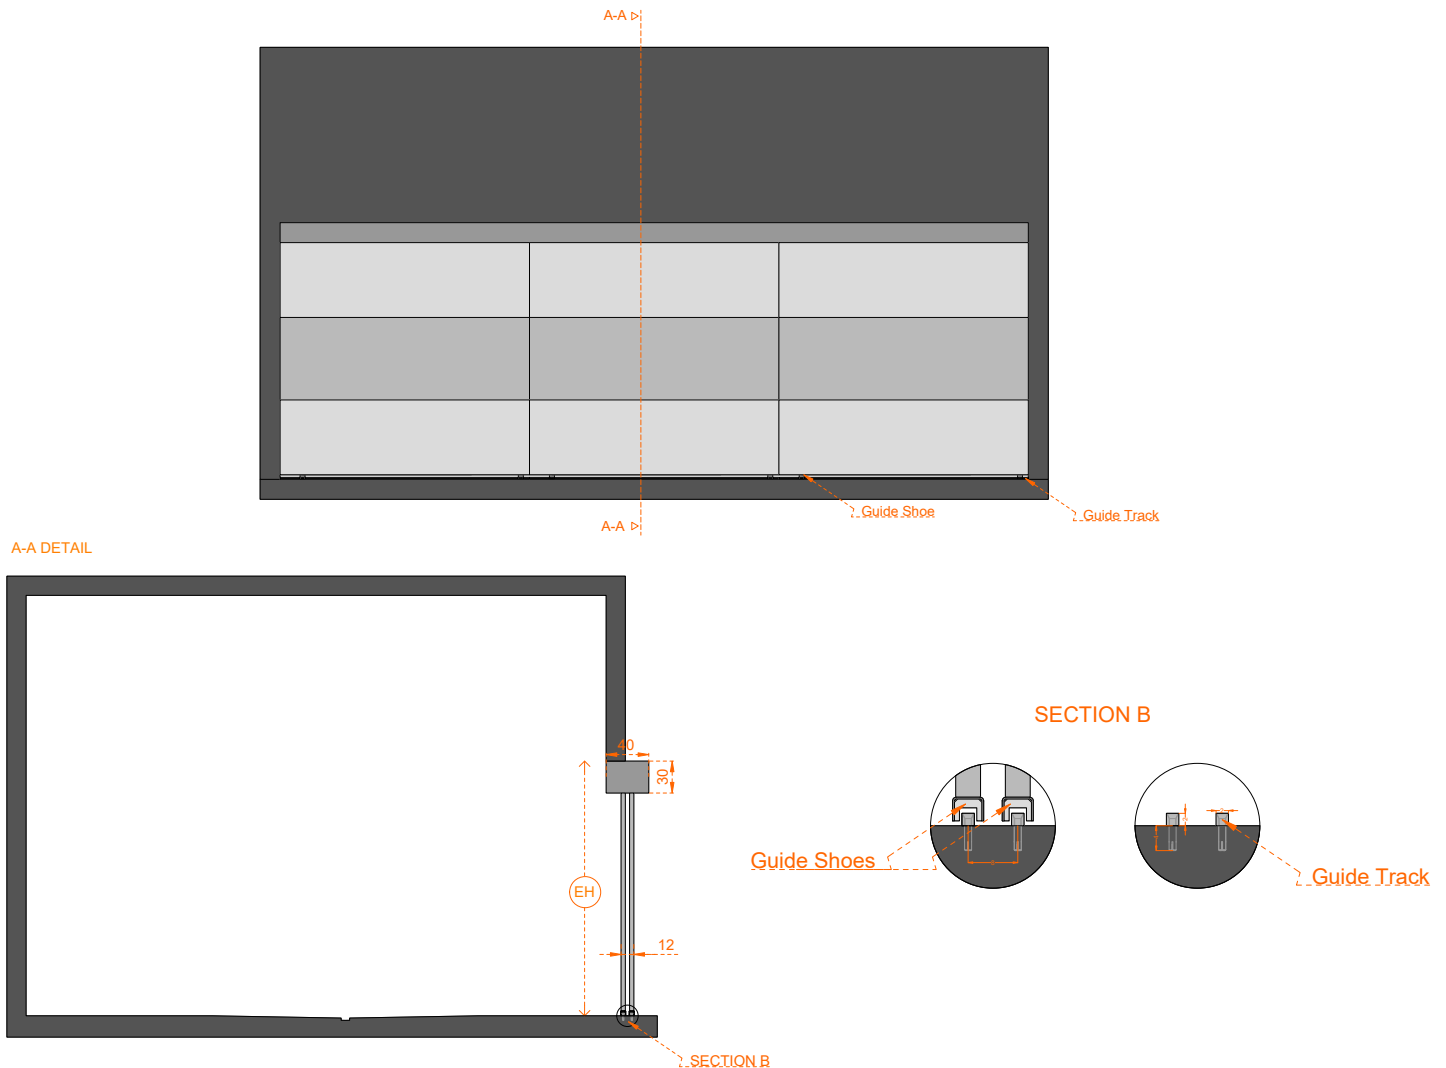 A-A
Guide Shoe
Guide Track
A-A
A-A DETAIL
SECTION B
40
30
EH
Guide Shoes
Guide Track
12
SECTION B